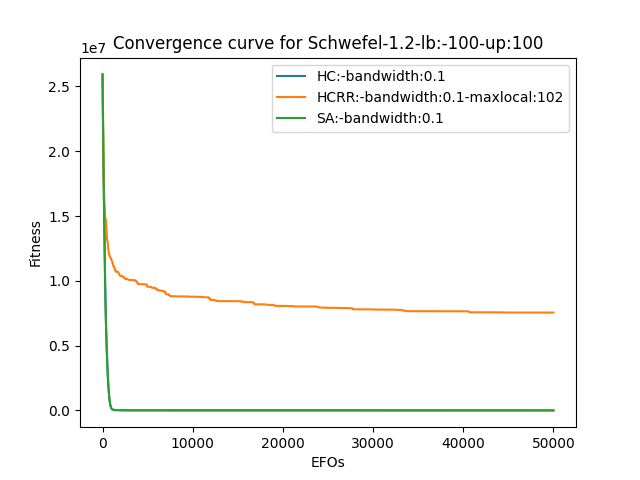 Convergence curve for Schwefel-1.2-lb:-100-up:100
1e7
HC:-bandwidth:0.1
HCRR:-bandwidth:0.1-maxlocal:102
SA:-bandwidth:0.1
2.5
2.0
1.5
1.0
0.5
0.0
Fitness
0 10000 20000 30000 40000 50000
EFOs